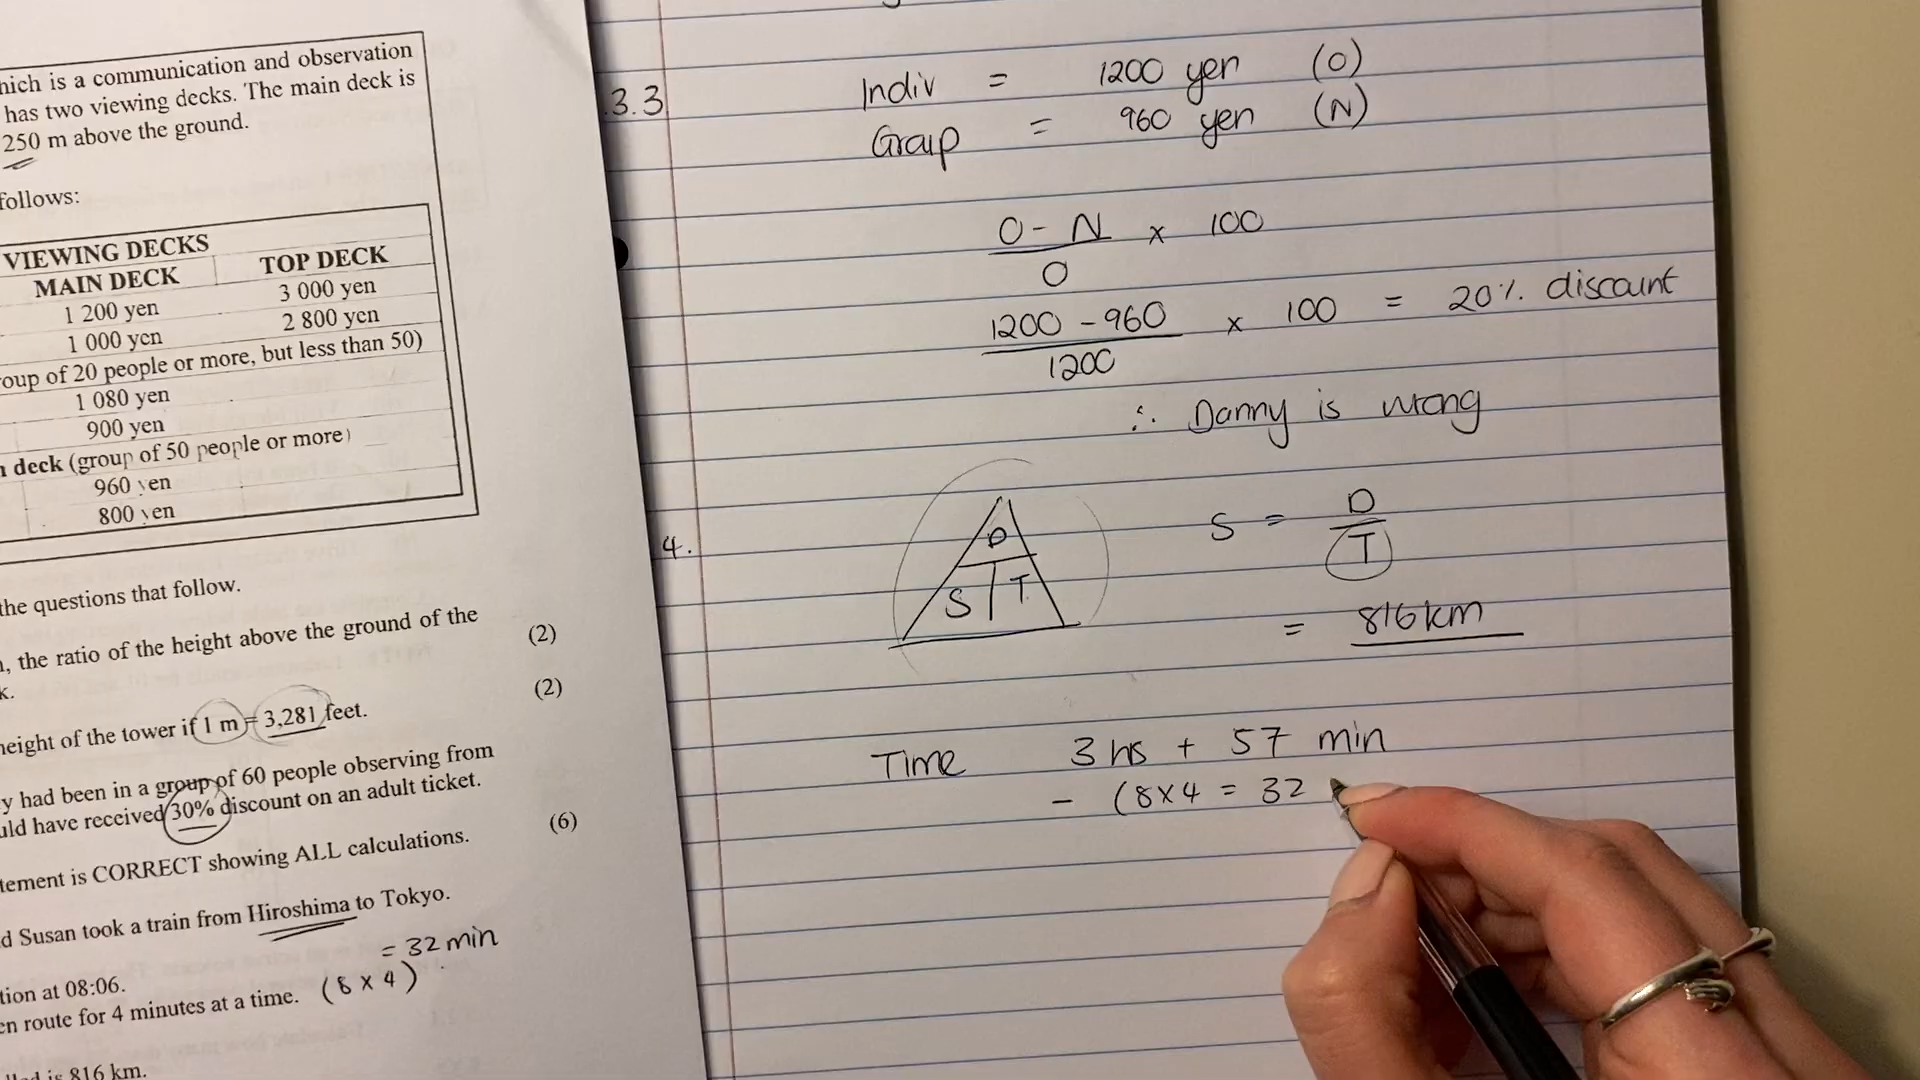 hich is a communication and observation
has two viewing decks. The main deck is
250 m above the ground.
follows:
VIEWING DECKS
MAIN DECK TOP DECK
1 200 yen 3 000 yen
1 000 yen 2 800 yen
oup of 20 people or more, but less than 50)
1 080 yen
900 yen
deck (group of 50 people or more)
960 yen
800 yen
the questions that follow.
, the ratio of the height above the ground of the (2)
k.
height of the tower if 1 m = 3,281 feet. (2)
y had been in a group of 60 people observing from
uld have received 30% discount on an adult ticket.
tement is CORRECT showing ALL calculations. (6)
d Susan took a train from Hiroshima to Tokyo.
= 32 min
tion at 08:06.
en route for 4 minutes at a time. (8 x 4)
is 816 km.
.3.3
Indiv = 1200 yen (O)
Group = 960 yen (N)
O - N x 100
O
1200 - 960 x 100 = 20% discount
1200
∴ Danny is wrong
4.
D
S T
S = D
T
= 816 km
Time 3 hs + 57 min
- (8x4 = 32